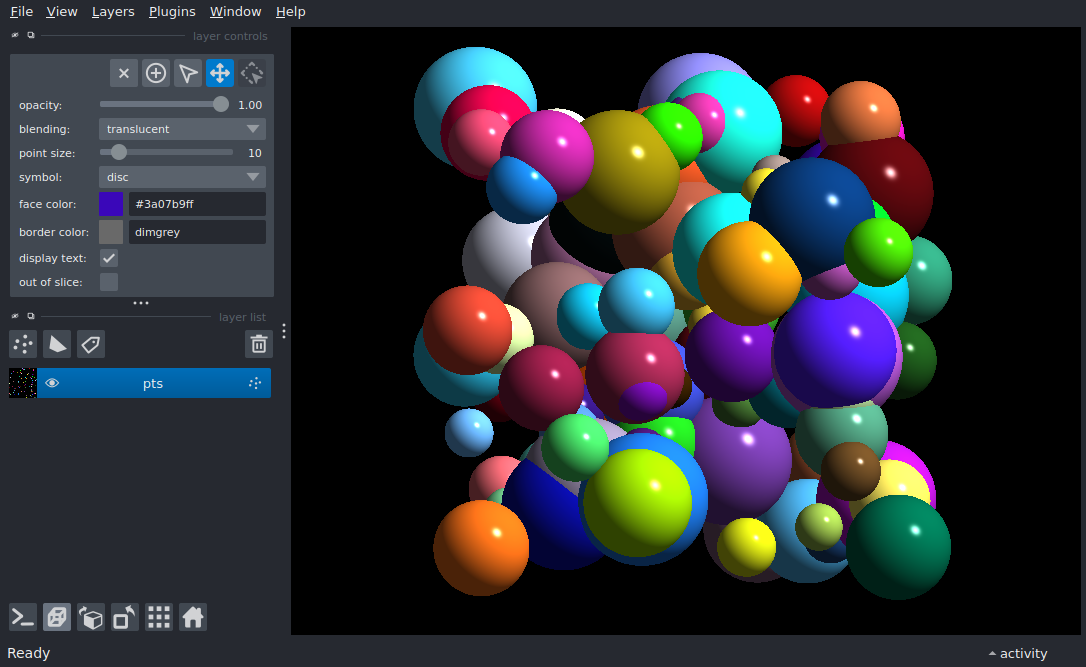 File View Layers Plugins Window Help
layer controls
opacity: 1.00
blending: translucent
point size: 10
symbol: disc
face color: #3a07b9ff
border color: dimgrey
display text:
out of slice:
layer list
pts
Ready
activity